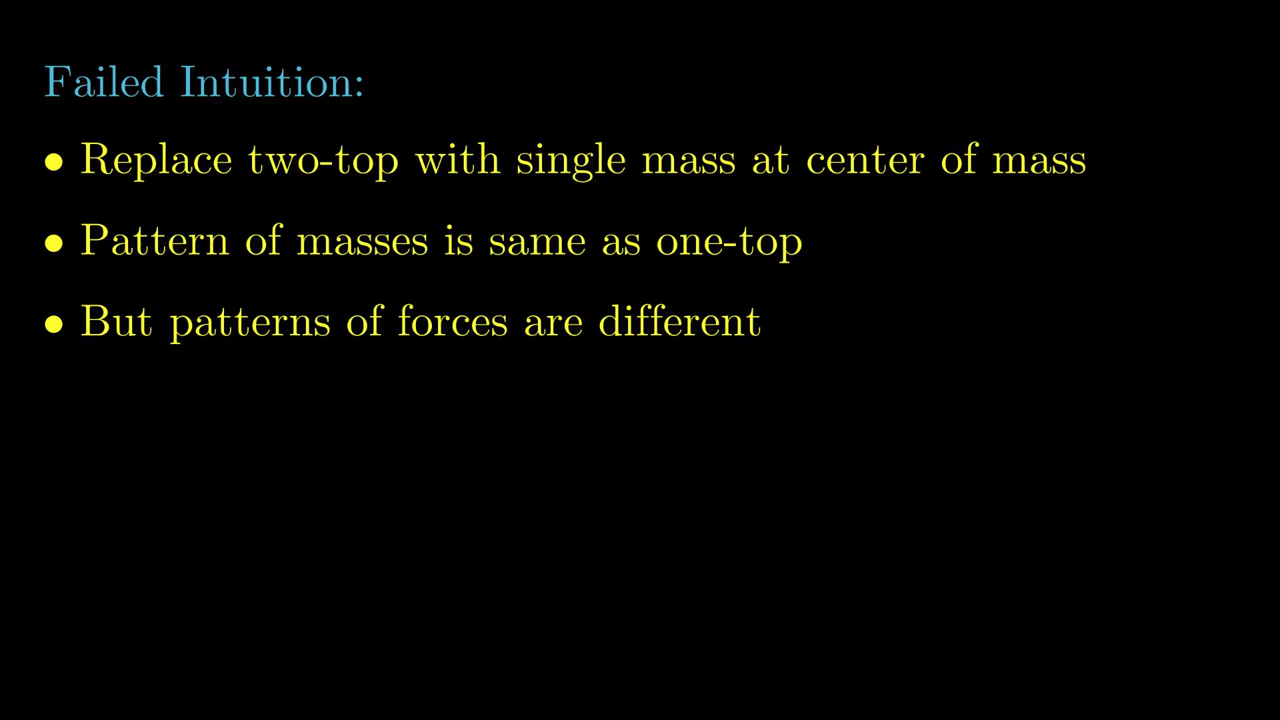 Failed Intuition:
• Replace two-top with single mass at center of mass
• Pattern of masses is same as one-top
• But patterns of forces are different